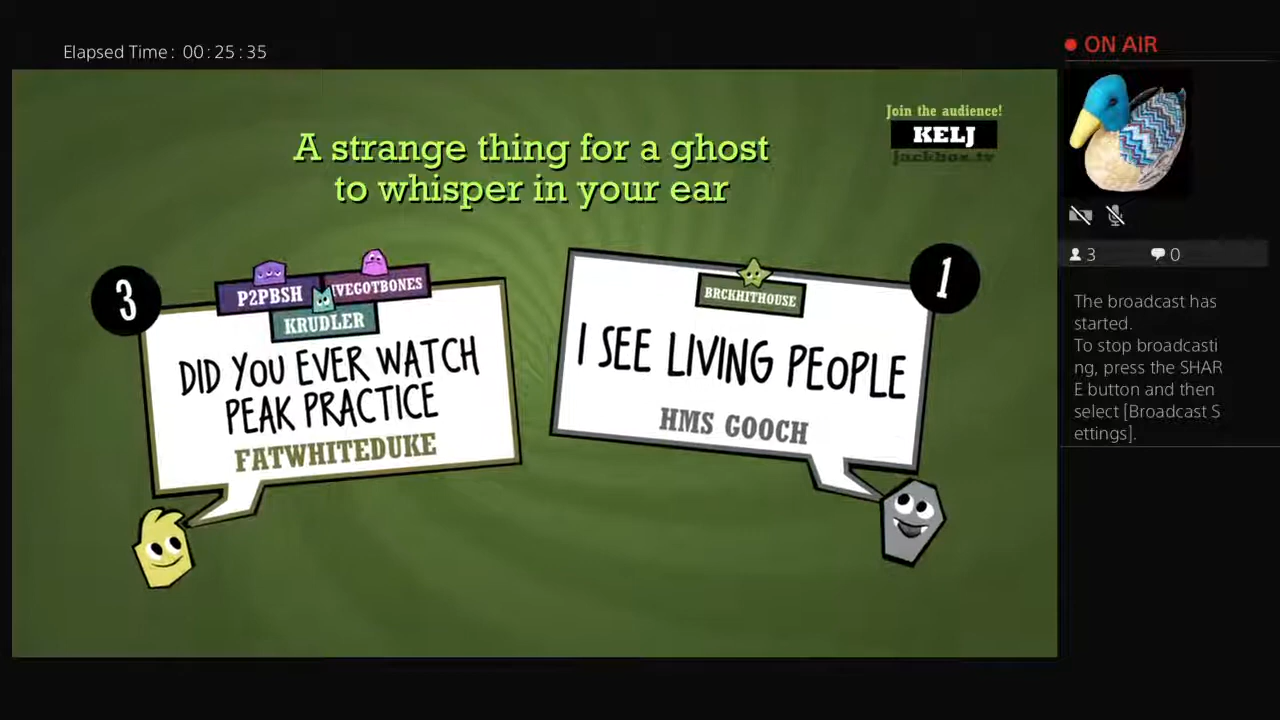 Elapsed Time: 00:25:35
ON AIR
Join the audience!
KELJ
jackbox.tv
A strange thing for a ghost
to whisper in your ear
3
P2PBSH
IVEGOTBONES
KRUDLER
DID YOU EVER WATCH
PEAK PRACTICE
FATWHITEDUKE
1
BRCKHITHOUSE
I SEE LIVING PEOPLE
HMS GOOCH
3
0
The broadcast has
started.
To stop broadcasti
ng, press the SHAR
E button and then
select [Broadcast S
ettings].